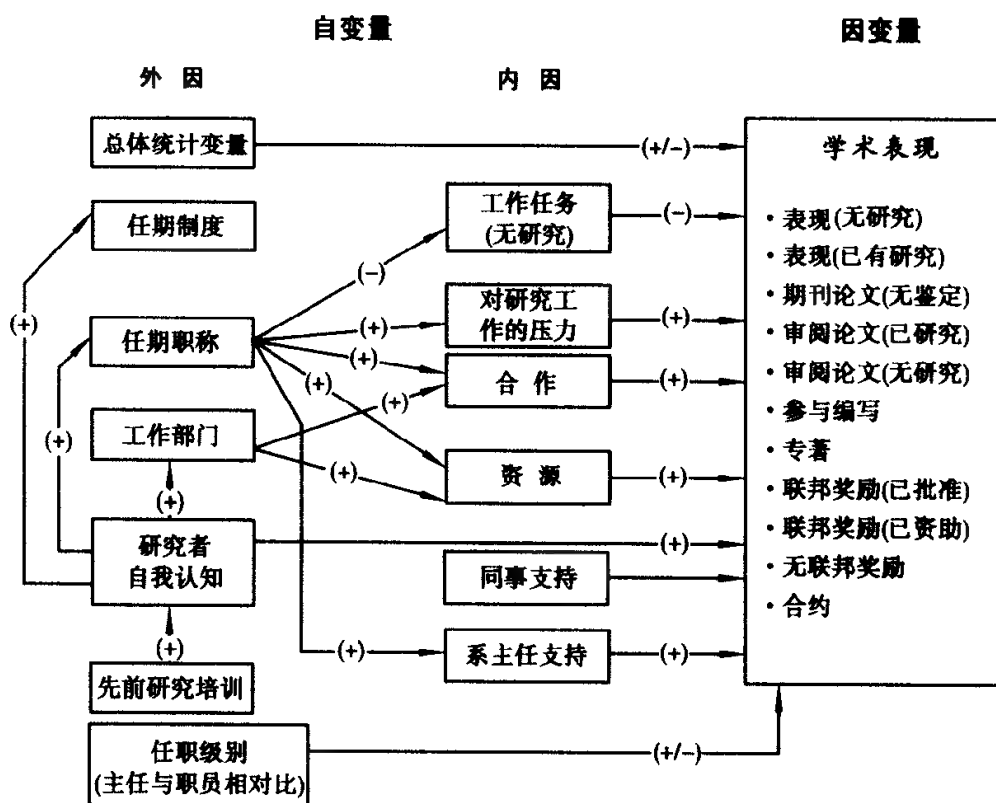 自变量
因变量
外 因
内 因
总体统计变量
(+/−)
学术表现
任期制度
工作任务
(无研究)
(−)
·表现(无研究)
·表现(已有研究)
·期刊论文(无鉴定)
·审阅论文(已研究)
·审阅论文(无研究)
·参与编写
·专著
·联邦奖励(已批准)
·联邦奖励(已资助)
·无联邦奖励
·合约
(−)
(+)
任期职称
(+)
对研究工
作的压力
(+)
(+)
合 作
(+)
(+)
(+)
(+)
工作部门
(+)
资 源
(+)
(+)
研究者
自我认知
(+)
同事支持
(+)
(+)
系主任支持
(+)
先前研究培训
任职级别
(主任与职员相对比)
(+/−)